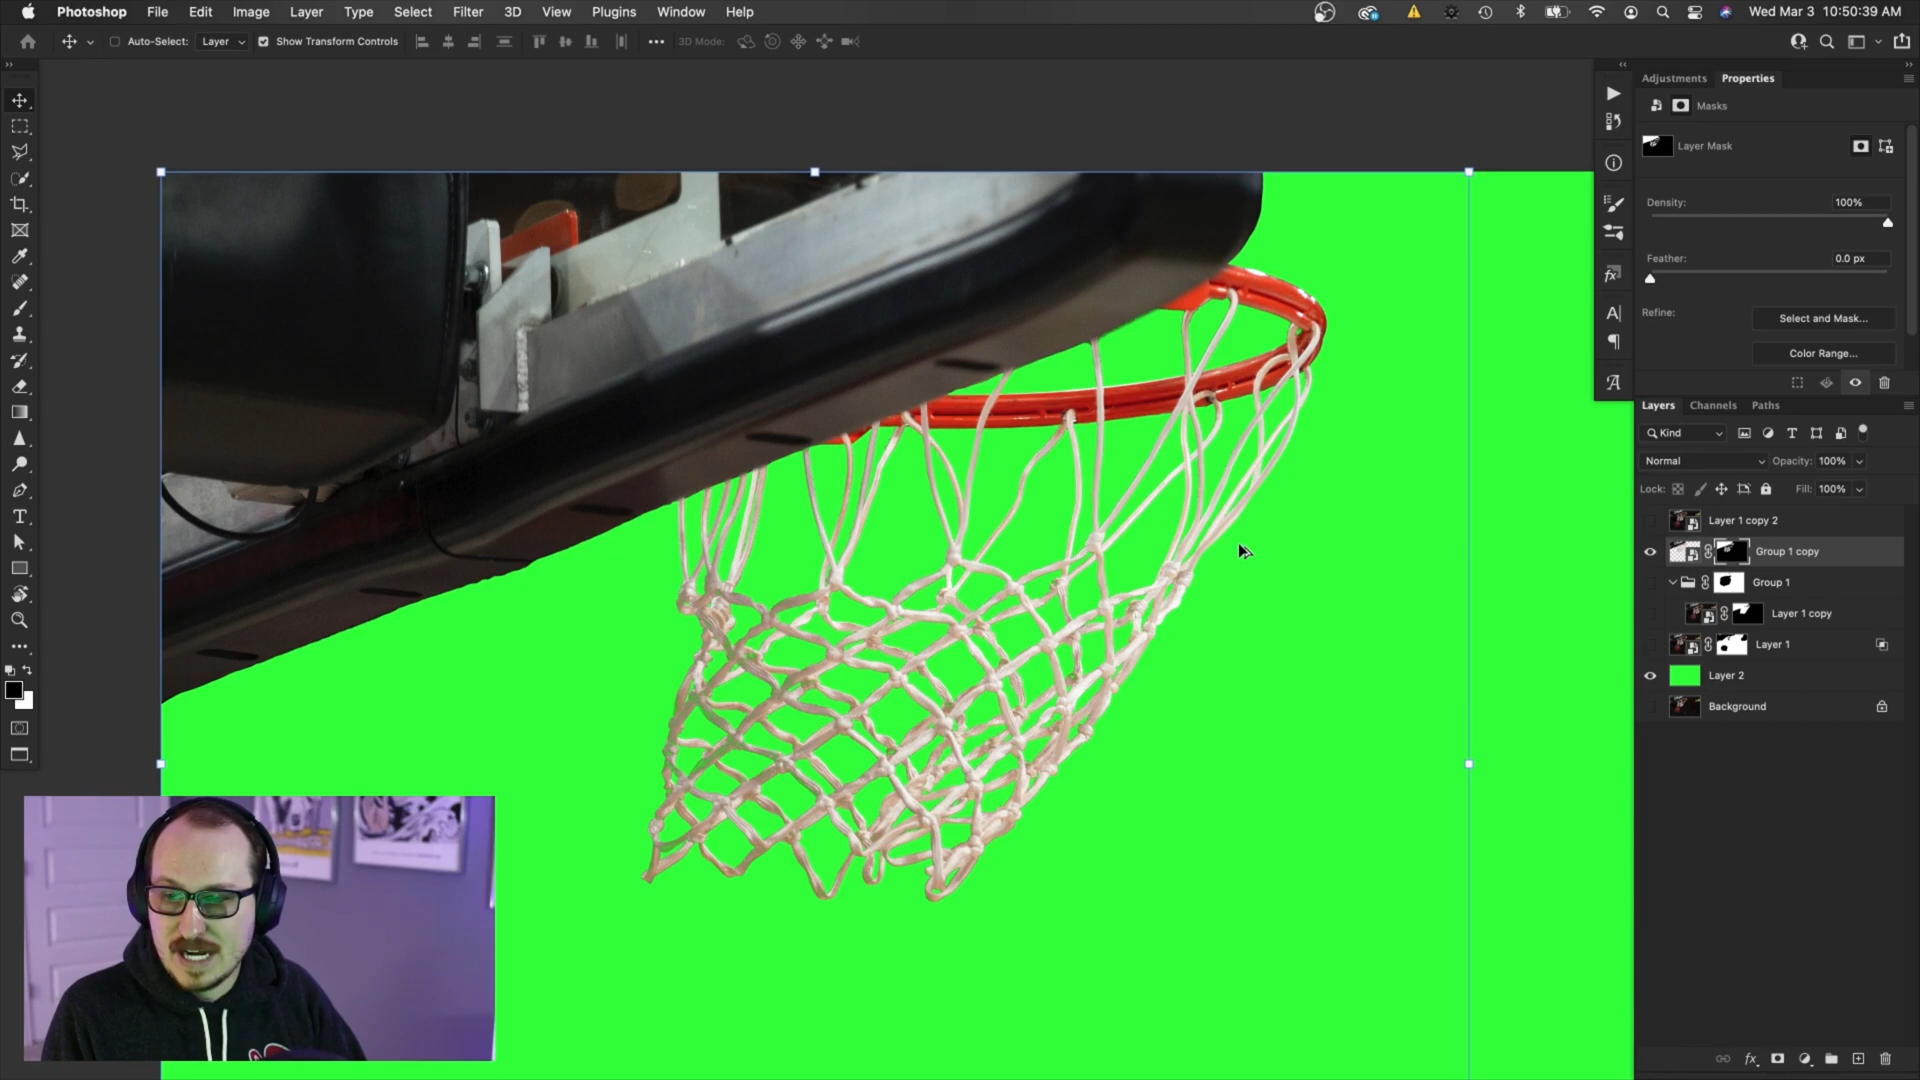 Photoshop File Edit Image Layer Type Select Filter 3D View Plugins Window Help Wed Mar 3 10:50:39 AM
Auto-Select: Layer Show Transform Controls 3D Mode:
Adjustments Properties
Masks
Layer Mask
Density: 100%
Feather: 0.0 px
Refine: Select and Mask...
Color Range...
Layers Channels Paths
Kind
Normal Opacity: 100%
Lock: Fill: 100%
Layer 1 copy 2
Group 1 copy
Group 1
Layer 1 copy
Layer 1
Layer 2
Background